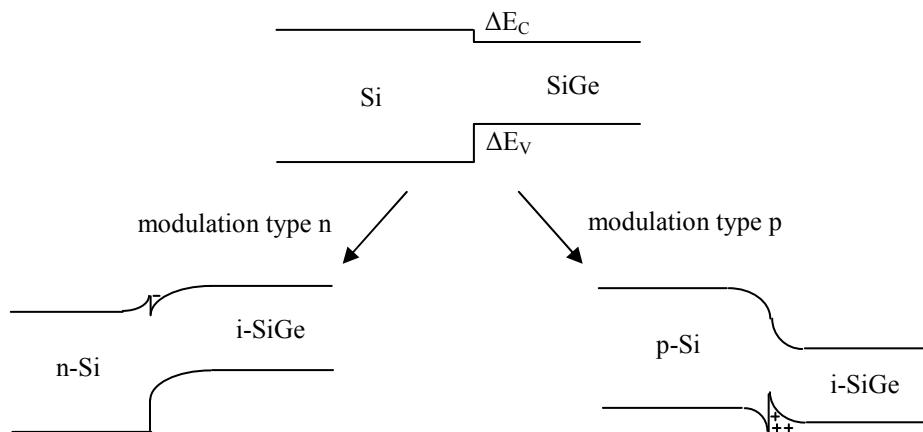 ΔE_C
Si
SiGe
ΔE_V
modulation type n
modulation type p
n-Si
i-SiGe
-
p-Si
i-SiGe
+
++